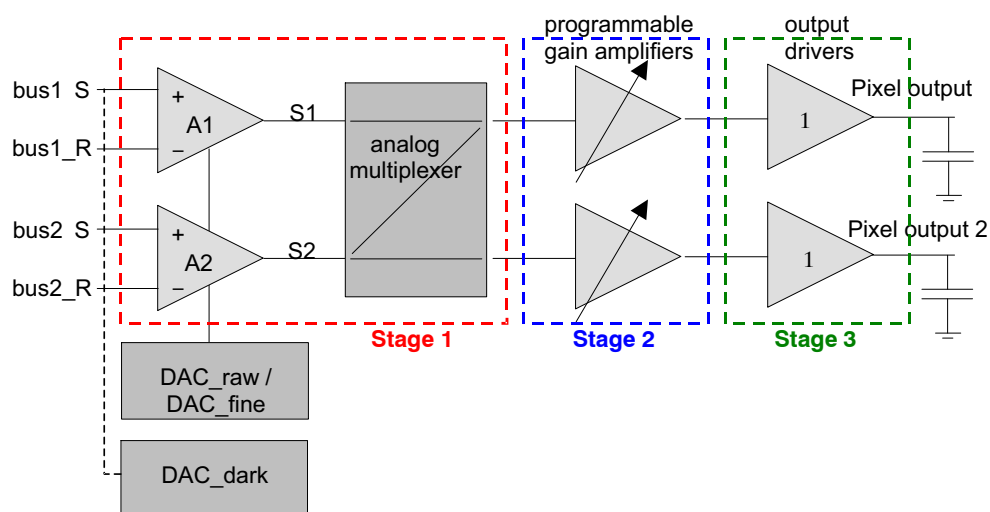 programmable
gain amplifiers
output
drivers
bus1 S
+
A1
−
bus1_R
S1
analog
multiplexer
1
Pixel output
bus2 S
+
A2
−
bus2_R
S2
1
Pixel output 2
Stage 1
Stage 2
Stage 3
DAC_raw /
DAC_fine
DAC_dark